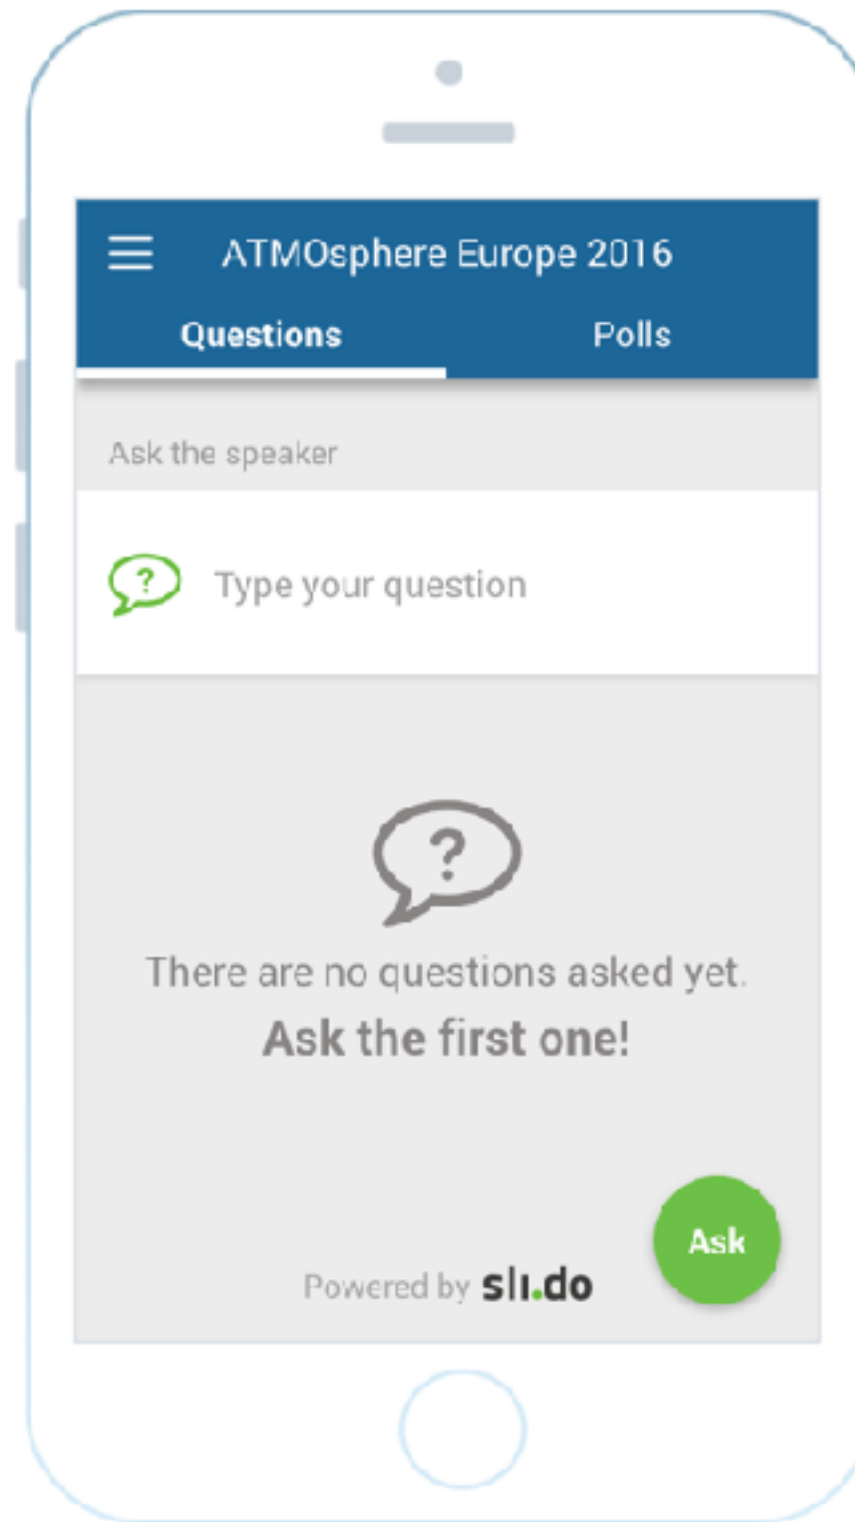 ATMOsphere Europe 2016
Questions
Polls
Ask the speaker
?
Type your question
?
There are no questions asked yet.
Ask the first one!
Ask
Powered by sli.do